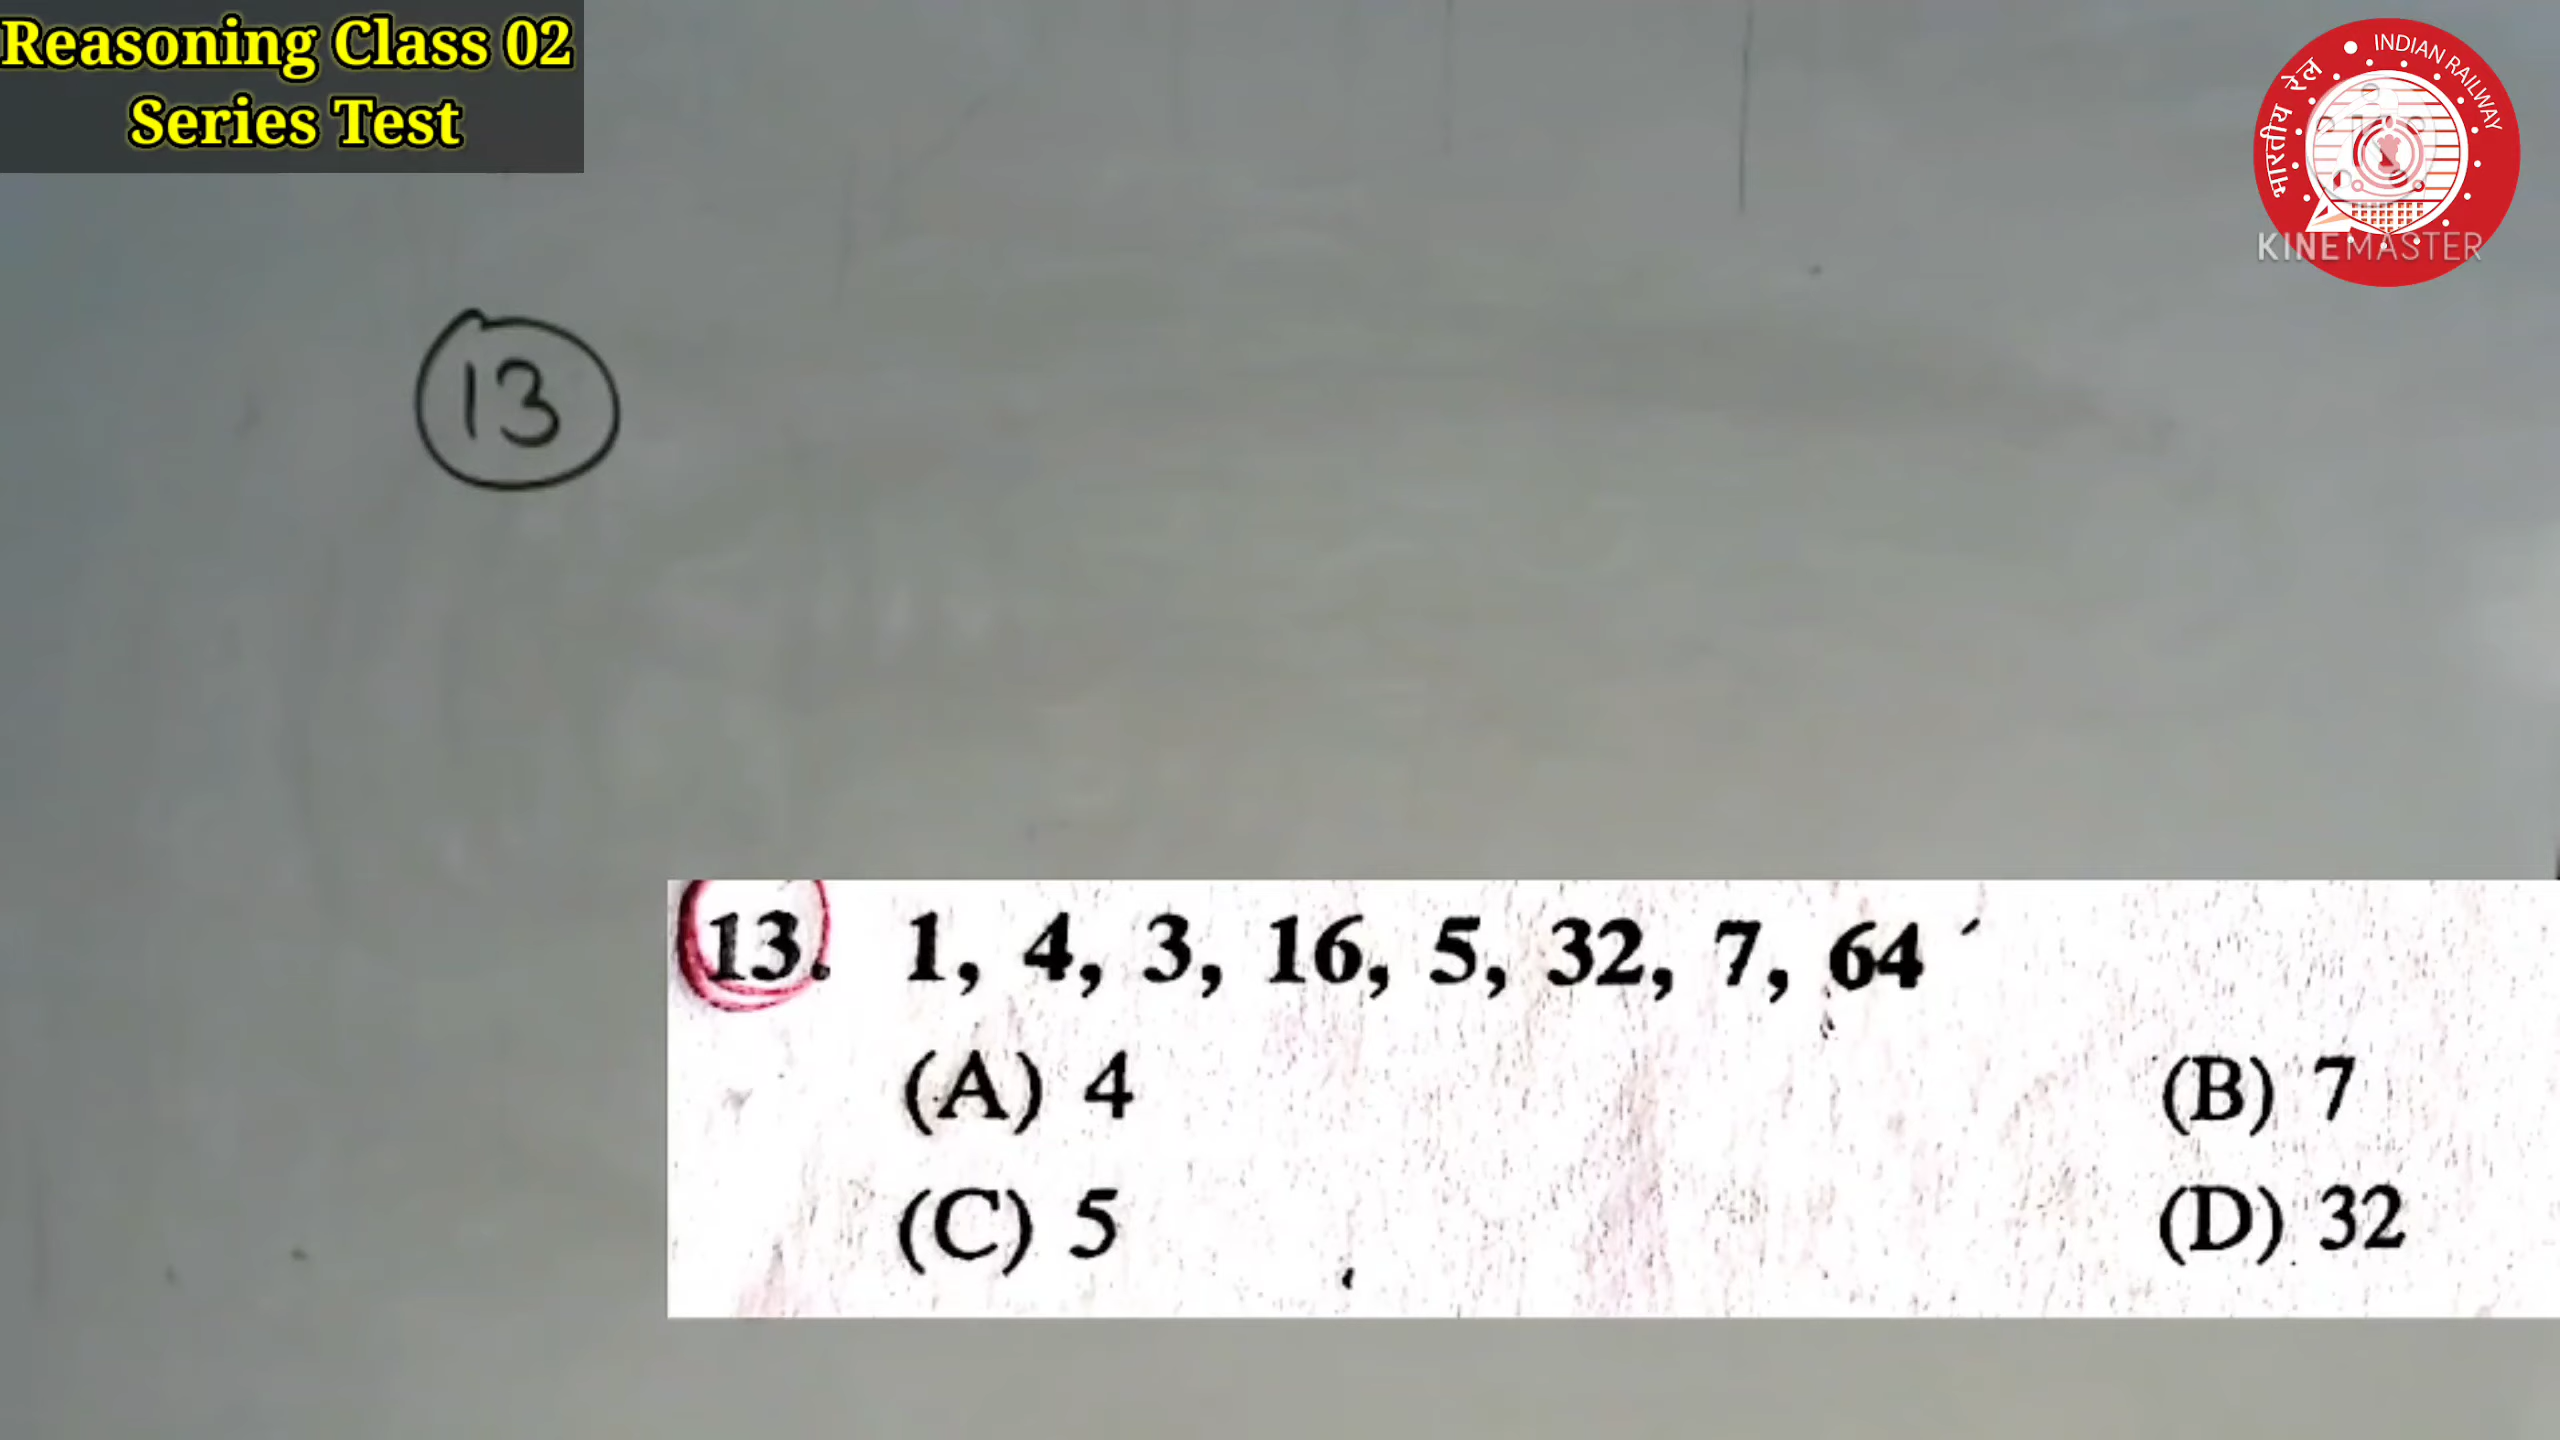 Reasoning Class 02
Series Test
भारतीय रेल • INDIAN RAILWAY
KINEMASTER
13
13. 1, 4, 3, 16, 5, 32, 7, 64
(A) 4 (B) 7
(C) 5 (D) 32